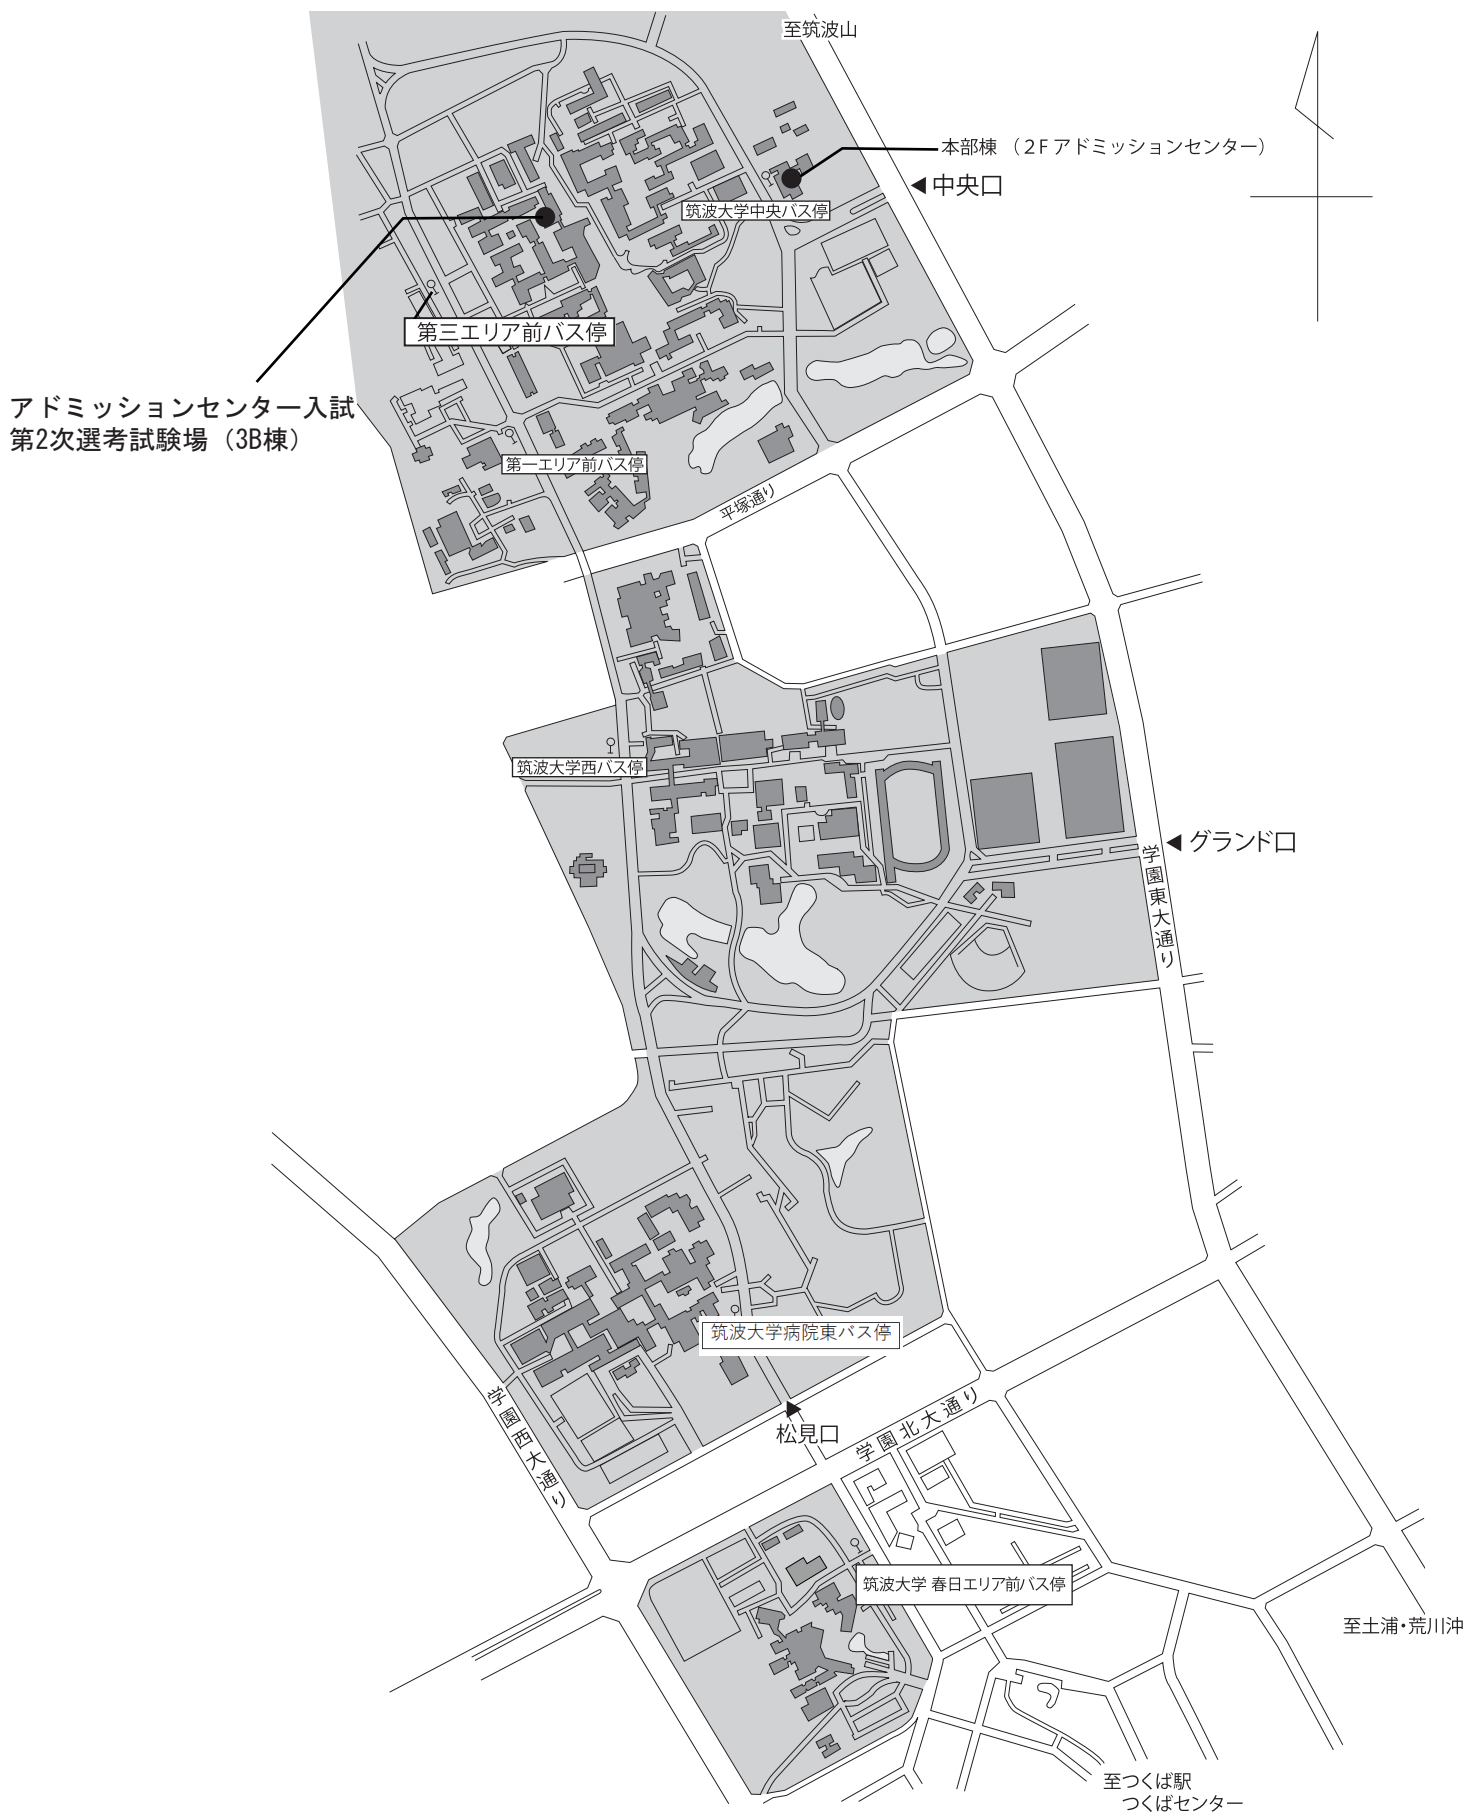 至筑波山
本部棟（２Fアドミッションセンター）
中央口
筑波大学中央バス停
第三エリア前バス停
アドミッションセンター入試
第2次選考試験場（3B棟）
第一エリア前バス停
平塚通り
筑波大学西バス停
グランド口
学園東大通り
筑波大学病院東バス停
学園西大通り
松見口
学園北大通り
筑波大学 春日エリア前バス停
至土浦・荒川沖
至つくば駅
つくばセンター